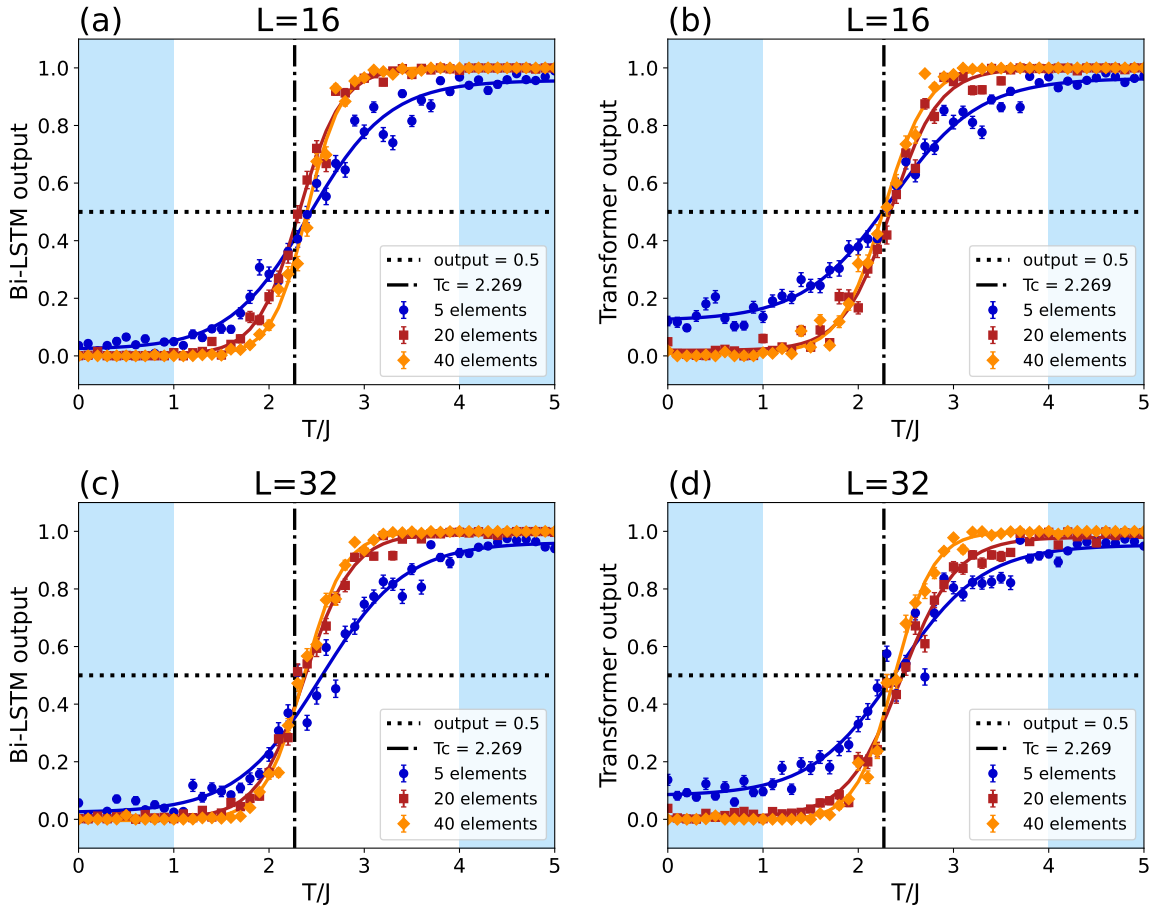 (a) L=16
Bi-LSTM output
1.0
0.8
0.6
0.4
0.2
0.0
output = 0.5
Tc = 2.269
5 elements
20 elements
40 elements
0 1 2 3 4 5
T/J
(b) L=16
Transformer output
1.0
0.8
0.6
0.4
0.2
0.0
output = 0.5
Tc = 2.269
5 elements
20 elements
40 elements
0 1 2 3 4 5
T/J
(c) L=32
Bi-LSTM output
1.0
0.8
0.6
0.4
0.2
0.0
output = 0.5
Tc = 2.269
5 elements
20 elements
40 elements
0 1 2 3 4 5
T/J
(d) L=32
Transformer output
1.0
0.8
0.6
0.4
0.2
0.0
output = 0.5
Tc = 2.269
5 elements
20 elements
40 elements
0 1 2 3 4 5
T/J